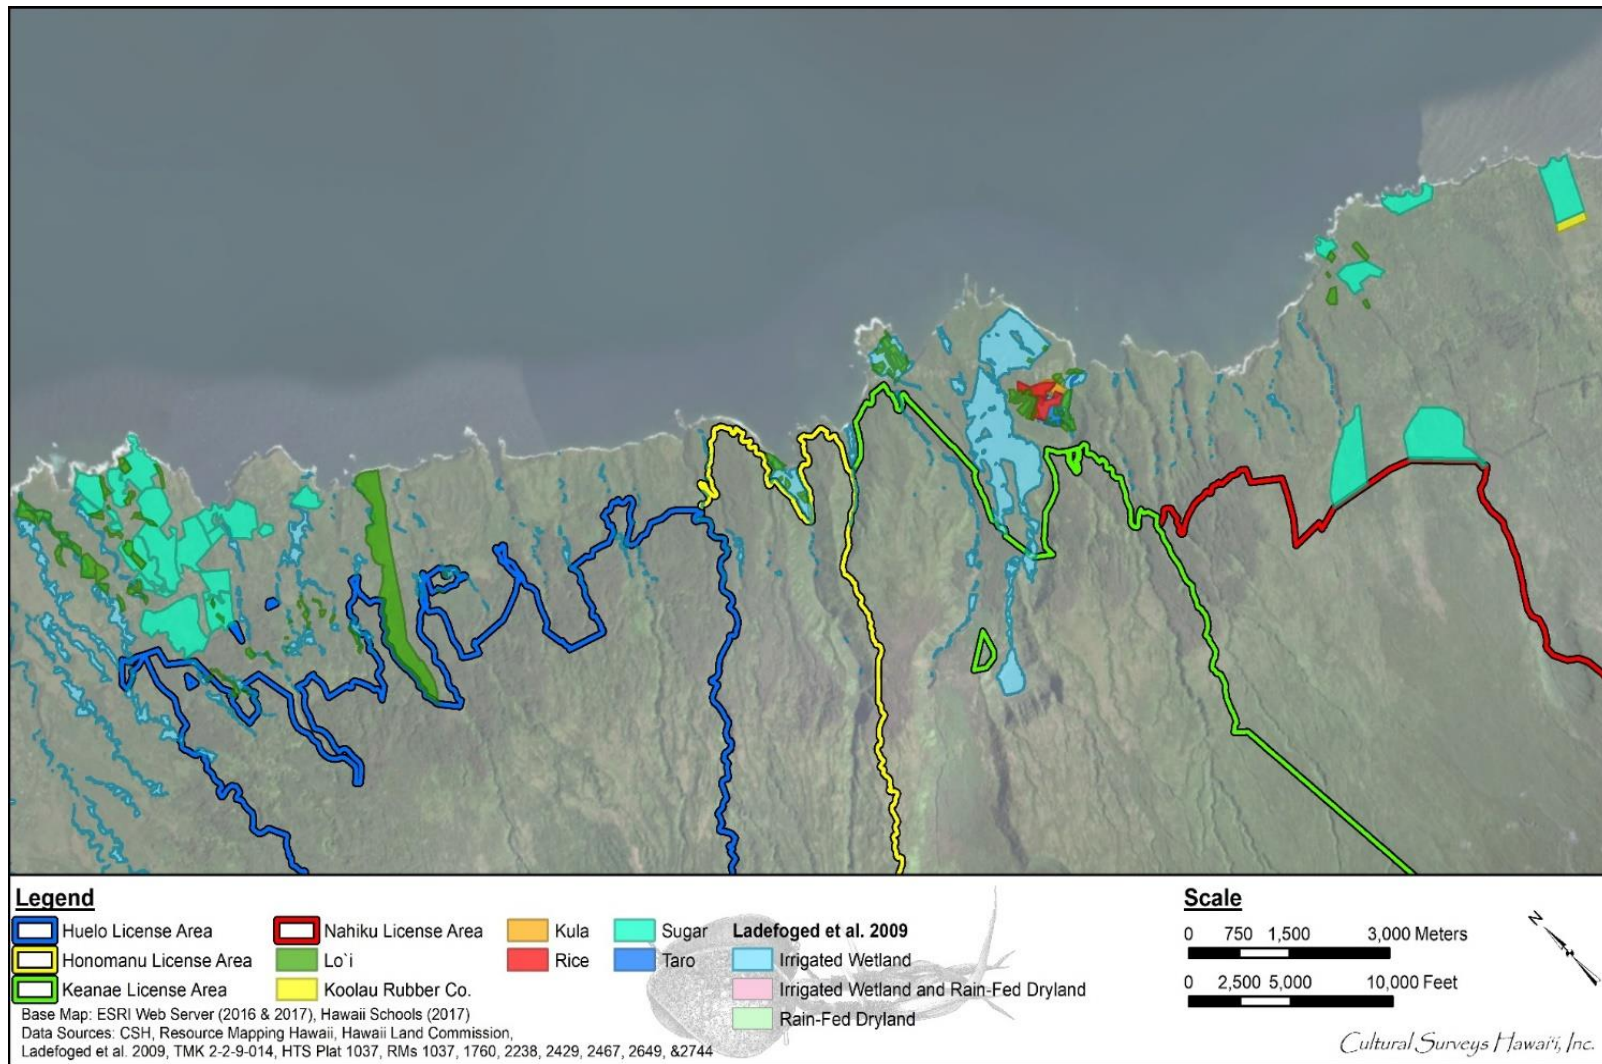 Legend
Huelo License Area
Honomanu License Area
Keanae License Area
Nahiku License Area
Lo`i
Koolau Rubber Co.
Kula
Rice
Sugar
Taro
Ladefoged et al. 2009
Irrigated Wetland
Irrigated Wetland and Rain-Fed Dryland
Rain-Fed Dryland
Base Map: ESRI Web Server (2016 & 2017), Hawaii Schools (2017)
Data Sources: CSH, Resource Mapping Hawaii, Hawaii Land Commission,
Ladefoged et al. 2009, TMK 2-2-9-014, HTS Plat 1037, RMs 1037, 1760, 2238, 2429, 2467, 2649, &2744
Scale
0 750 1,500 3,000 Meters
0 2,500 5,000 10,000 Feet
N
Cultural Surveys Hawai'i, Inc.